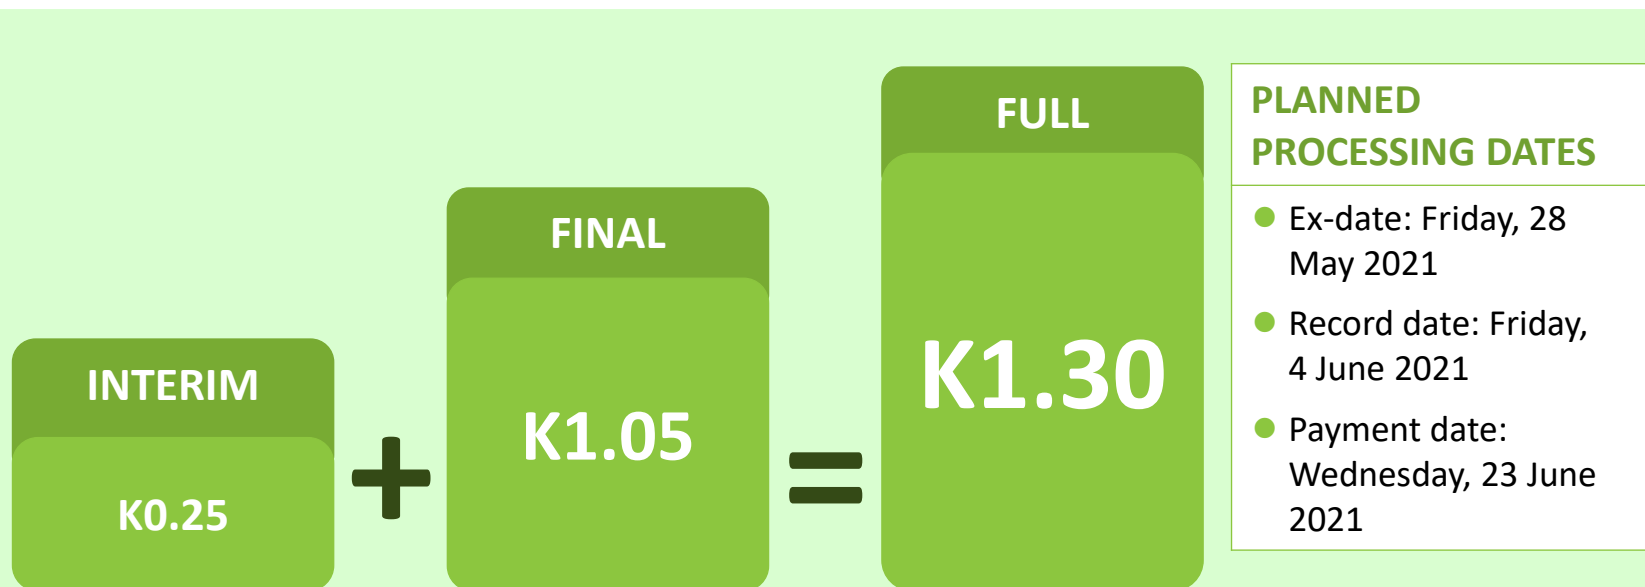 INTERIM
K0.25
+
FINAL
K1.05
=
FULL
K1.30
PLANNED
PROCESSING DATES
Ex-date: Friday, 28
May 2021
Record date: Friday,
4 June 2021
Payment date:
Wednesday, 23 June
2021